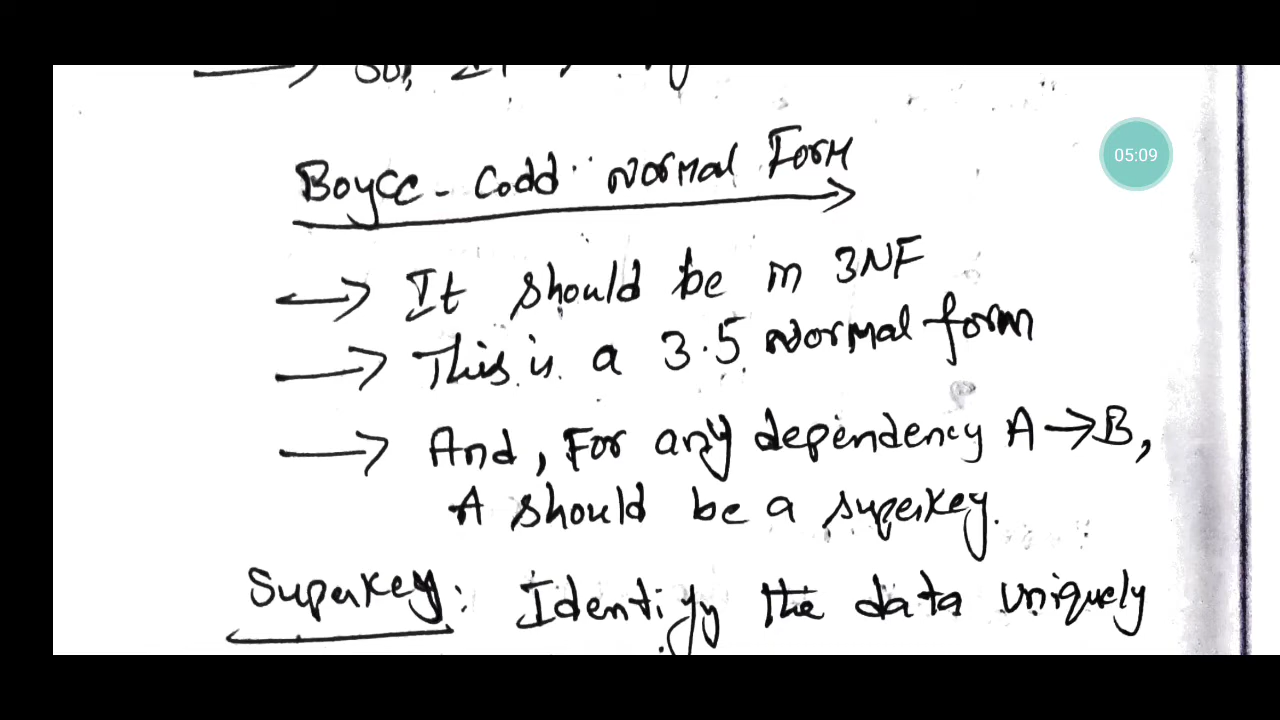 Boyce - Codd Normal Form
05:09
→ It should be in 3NF
→ This is a 3.5 Normal form
→ And, For any dependency A → B,
A should be a superkey.
Superkey: Identify the data uniquely